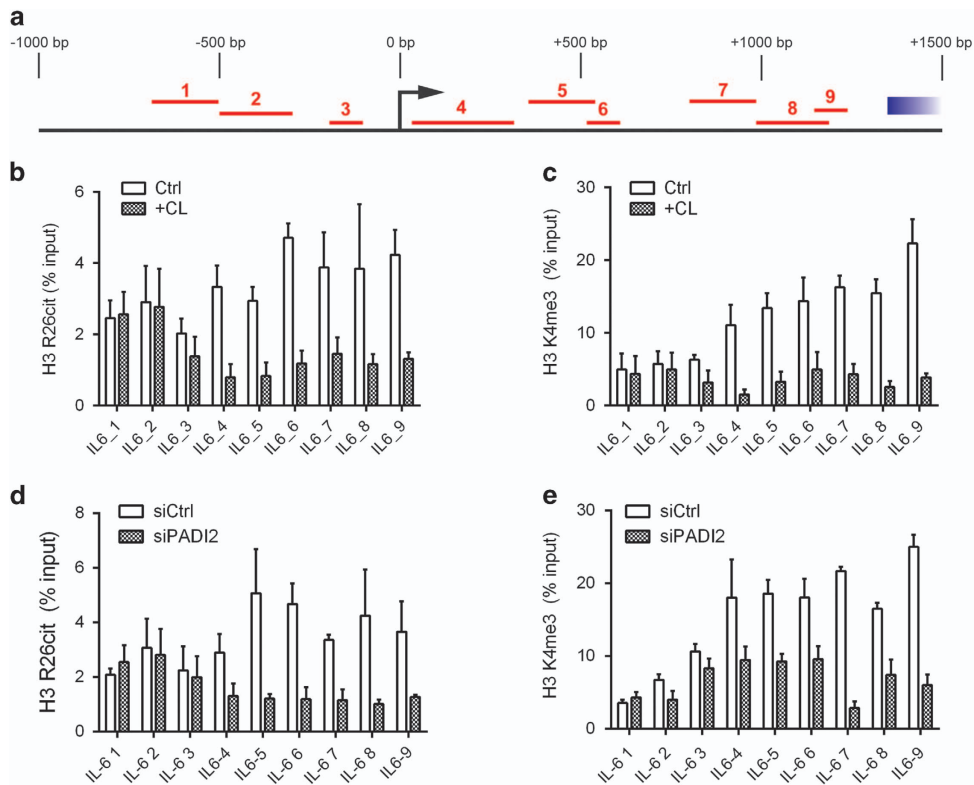 a
-1000 bp -500 bp 0 bp +500 bp +1000 bp +1500 bp
1 2 3 4 5 6 7 8 9
b
Ctrl
+CL
H3 R26cit (% input)
6
4
2
0
IL6_1 IL6_2 IL6_3 IL6_4 IL6_5 IL6_6 IL6_7 IL6_8 IL6_9
c
Ctrl
+CL
H3 K4me3 (% input)
30
20
10
0
IL6_1 IL6_2 IL6_3 IL6_4 IL6_5 IL6_6 IL6_7 IL6_8 IL6_9
d
siCtrl
siPADI2
H3 R26cit (% input)
8
6
4
2
0
IL-6 1 IL-6 2 IL-6 3 IL6-4 IL6-5 IL-6 6 IL-6 7 IL-6 8 IL6-9
e
siCtrl
siPADI2
H3 K4me3 (% input)
30
20
10
0
IL-6 1 IL-6 2 IL-6 3 IL6-4 IL6-5 IL-6 6 IL-6 7 IL-6 8 IL6-9